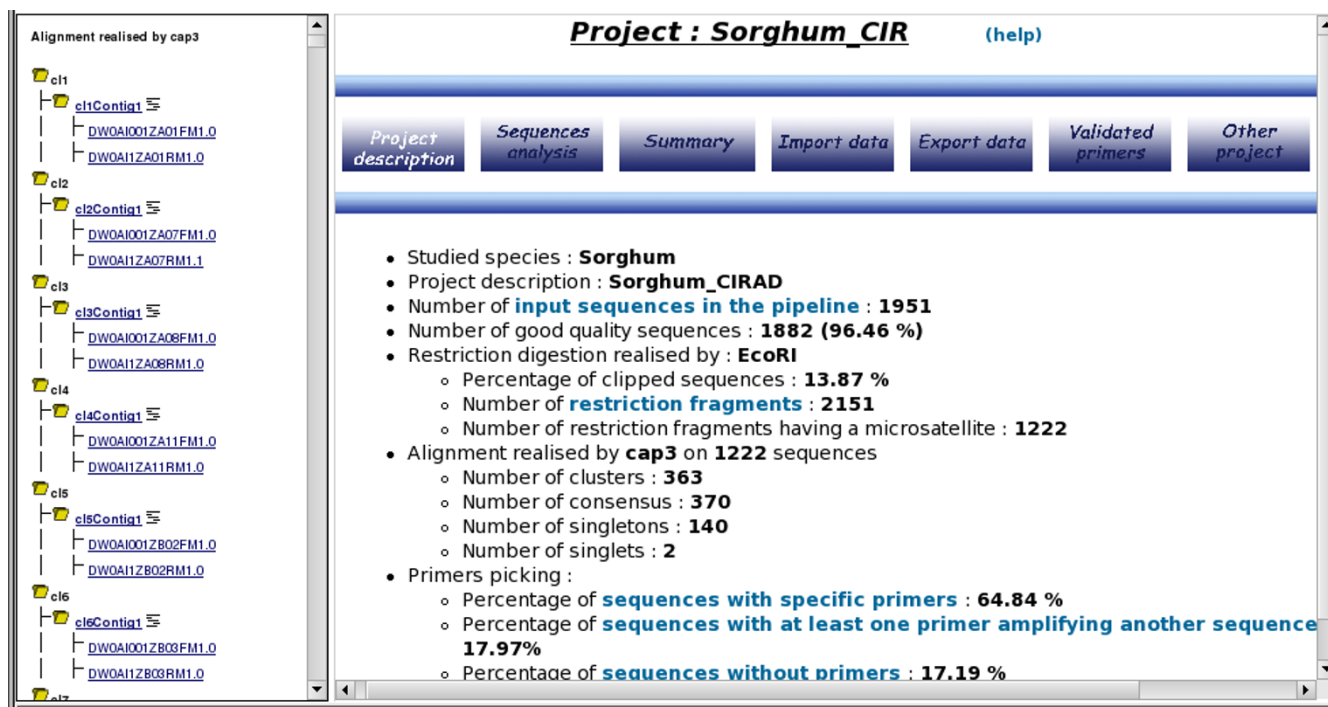 Alignment realised by cap3
cl1
cl1Contig1
DW0AI001ZA01FM1.0
DW0AI1ZA01RM1.0
cl2
cl2Contig1
DW0AI001ZA07FM1.0
DW0AI1ZA07RM1.1
cl3
cl3Contig1
DW0AI001ZA08FM1.0
DW0AI1ZA08RM1.0
cl4
cl4Contig1
DW0AI001ZA11FM1.0
DW0AI1ZA11RM1.0
cl5
cl5Contig1
DW0AI001ZB02FM1.0
DW0AI1ZB02RM1.0
cl6
cl6Contig1
DW0AI001ZB03FM1.0
DW0AI1ZB03RM1.0
cl7
Project : Sorghum_CIR (help)
Project description
Sequences analysis
Summary
Import data
Export data
Validated primers
Other project
• Studied species : Sorghum
• Project description : Sorghum_CIRAD
• Number of input sequences in the pipeline : 1951
• Number of good quality sequences : 1882 (96.46 %)
• Restriction digestion realised by : EcoRI
◦ Percentage of clipped sequences : 13.87 %
◦ Number of restriction fragments : 2151
◦ Number of restriction fragments having a microsatellite : 1222
• Alignment realised by cap3 on 1222 sequences
◦ Number of clusters : 363
◦ Number of consensus : 370
◦ Number of singletons : 140
◦ Number of singlets : 2
• Primers picking :
◦ Percentage of sequences with specific primers : 64.84 %
◦ Percentage of sequences with at least one primer amplifying another sequence
17.97%
◦ Percentage of sequences without primers : 17.19 %